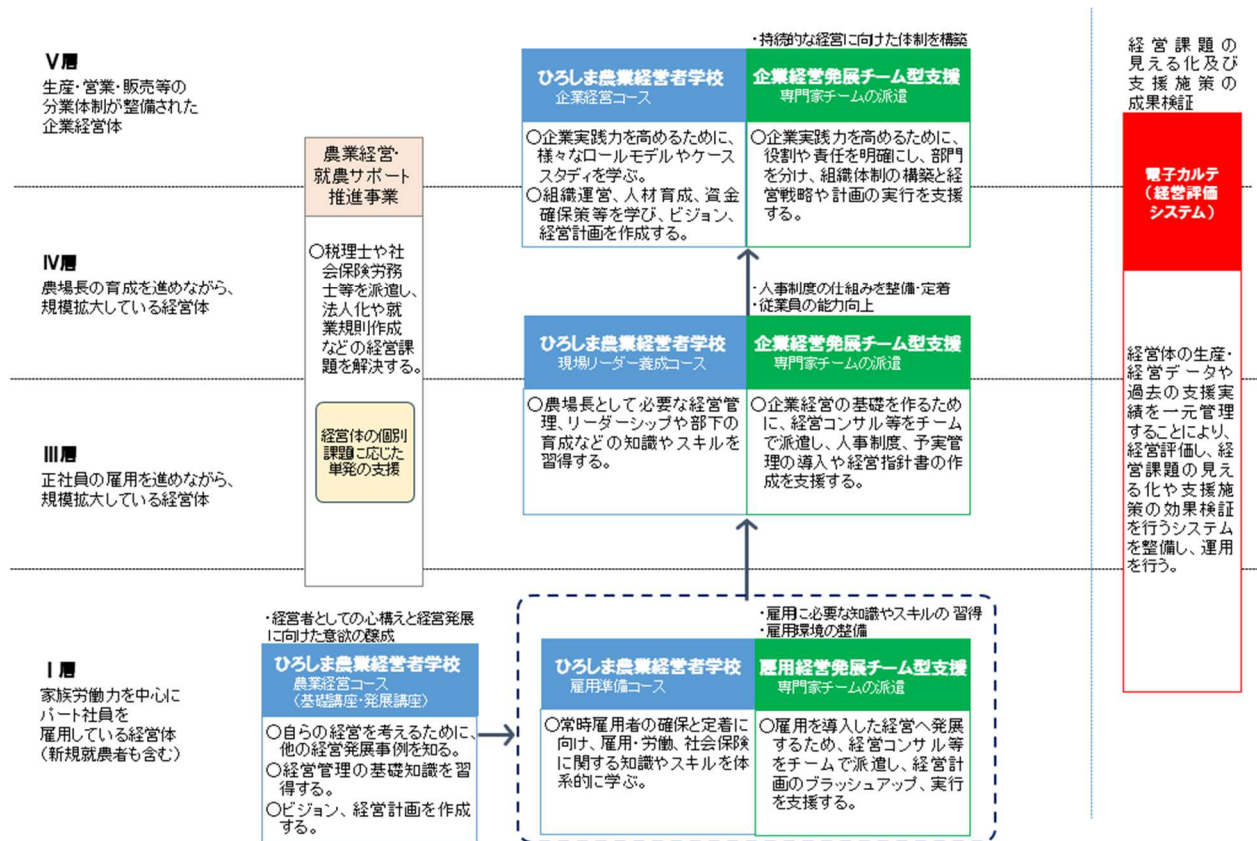 Ⅴ層
生産・営業・販売等の
分業体制が整備された
企業経営体
Ⅳ層
農場長の育成を進めながら、
規模拡大している経営体
Ⅲ層
正社員の雇用を進めながら、
規模拡大している経営体
Ⅰ層
家族労働力を中心に
パート社員を
雇用している経営体
（新規就農者も含む）
農業経営・
就農サポート
推進事業
○税理士や社
会保険労務
士等を派遣し、
法人化や就
業規則作成
などの経営課
題を解決する。
経営体の個別
課題に応じた
単発の支援
・持続的な経営に向けた体制を構築
ひろしま農業経営者学校
企業経営コース
○企業実践力を高めるために、
様々なロールモデルやケース
スタディを学ぶ。
○組織運営、人材育成、資金
確保策等を学び、ビジョン、
経営計画を作成する。
企業経営発展チーム型支援
専門家チームの派遣
○企業実践力を高めるために、
役割や責任を明確にし、部門
を分け、組織体制の構築と経
営戦略や計画の実行を支援
する。
・人事制度の仕組みを整備・定着
・従業員の能力向上
ひろしま農業経営者学校
現場リーダー養成コース
○農場長として必要な経営管
理、リーダーシップや部下の
育成などの知識やスキルを
習得する。
企業経営発展チーム型支援
専門家チームの派遣
○企業経営の基礎を作るため
に、経営コンサル等をチーム
で派遣し、人事制度、予実管
理の導入や経営指針書の作
成を支援する。
・経営者としての心構えと経営発展
に向けた意欲の醸成
ひろしま農業経営者学校
農業経営コース
（基礎講座・発展講座）
○自らの経営を考えるために、
他の経営発展事例を知る。
○経営管理の基礎知識を習
得する。
○ビジョン、経営計画を作成
する。
・雇用に必要な知識やスキルの 習得
・雇用環境の整備
ひろしま農業経営者学校
雇用準備コース
○常時雇用者の確保と定着に
向け、雇用・労働、社会保険
に関する知識やスキルを体
系的に学ぶ。
雇用経営発展チーム型支援
専門家チームの派遣
○雇用を導入した経営へ発展
するため、経営コンサル等
をチームで派遣し、経営計
画のブラッシュアップ、実行
を支援する。
経営課題の
見える化及び
支援施策の
成果検証
電子カルテ
（経営評価
システム）
経営体の生産・
経営データや
過去の支援実
績を一元管理
することにより、
経営評価し、経
営課題の見え
る化や支援施
策の効果検証
を行うシステム
を整備し、運用
を行う。